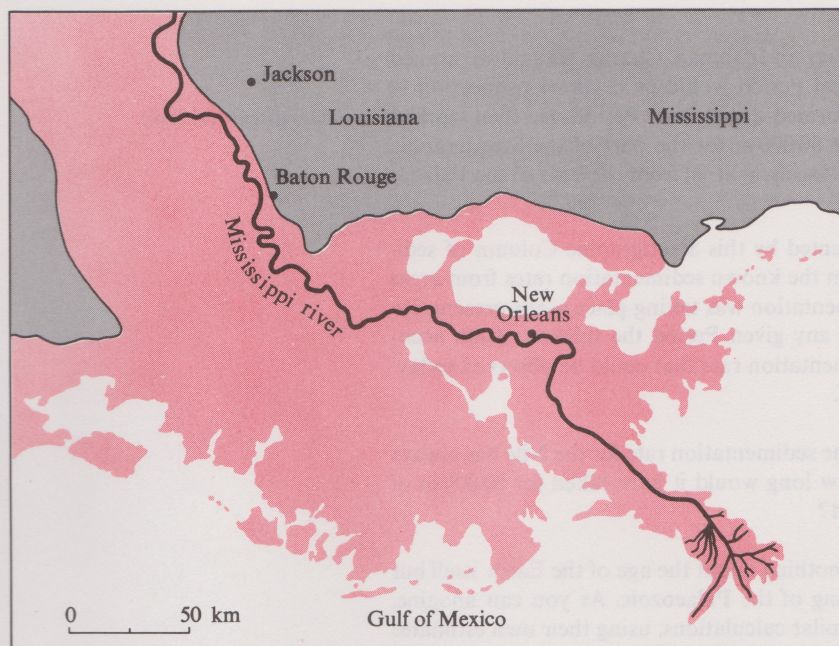 Jackson
Louisiana
Mississippi
Baton Rouge
Mississippi river
New
Orleans
0 50 km
Gulf of Mexico